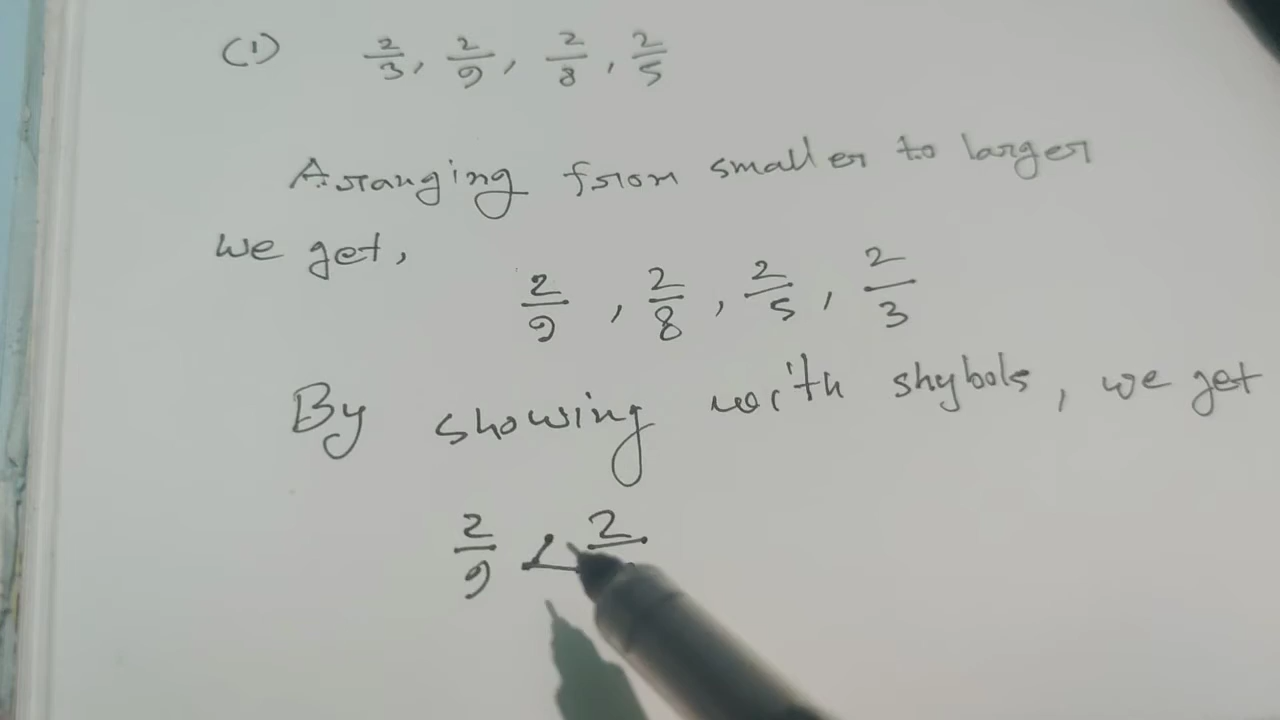 (1) 2/3, 2/9, 2/8, 2/5
Arranging from smaller to larger
we get,
2/9, 2/8, 2/5, 2/3
By showing with shybols, we get
2/9 < 2